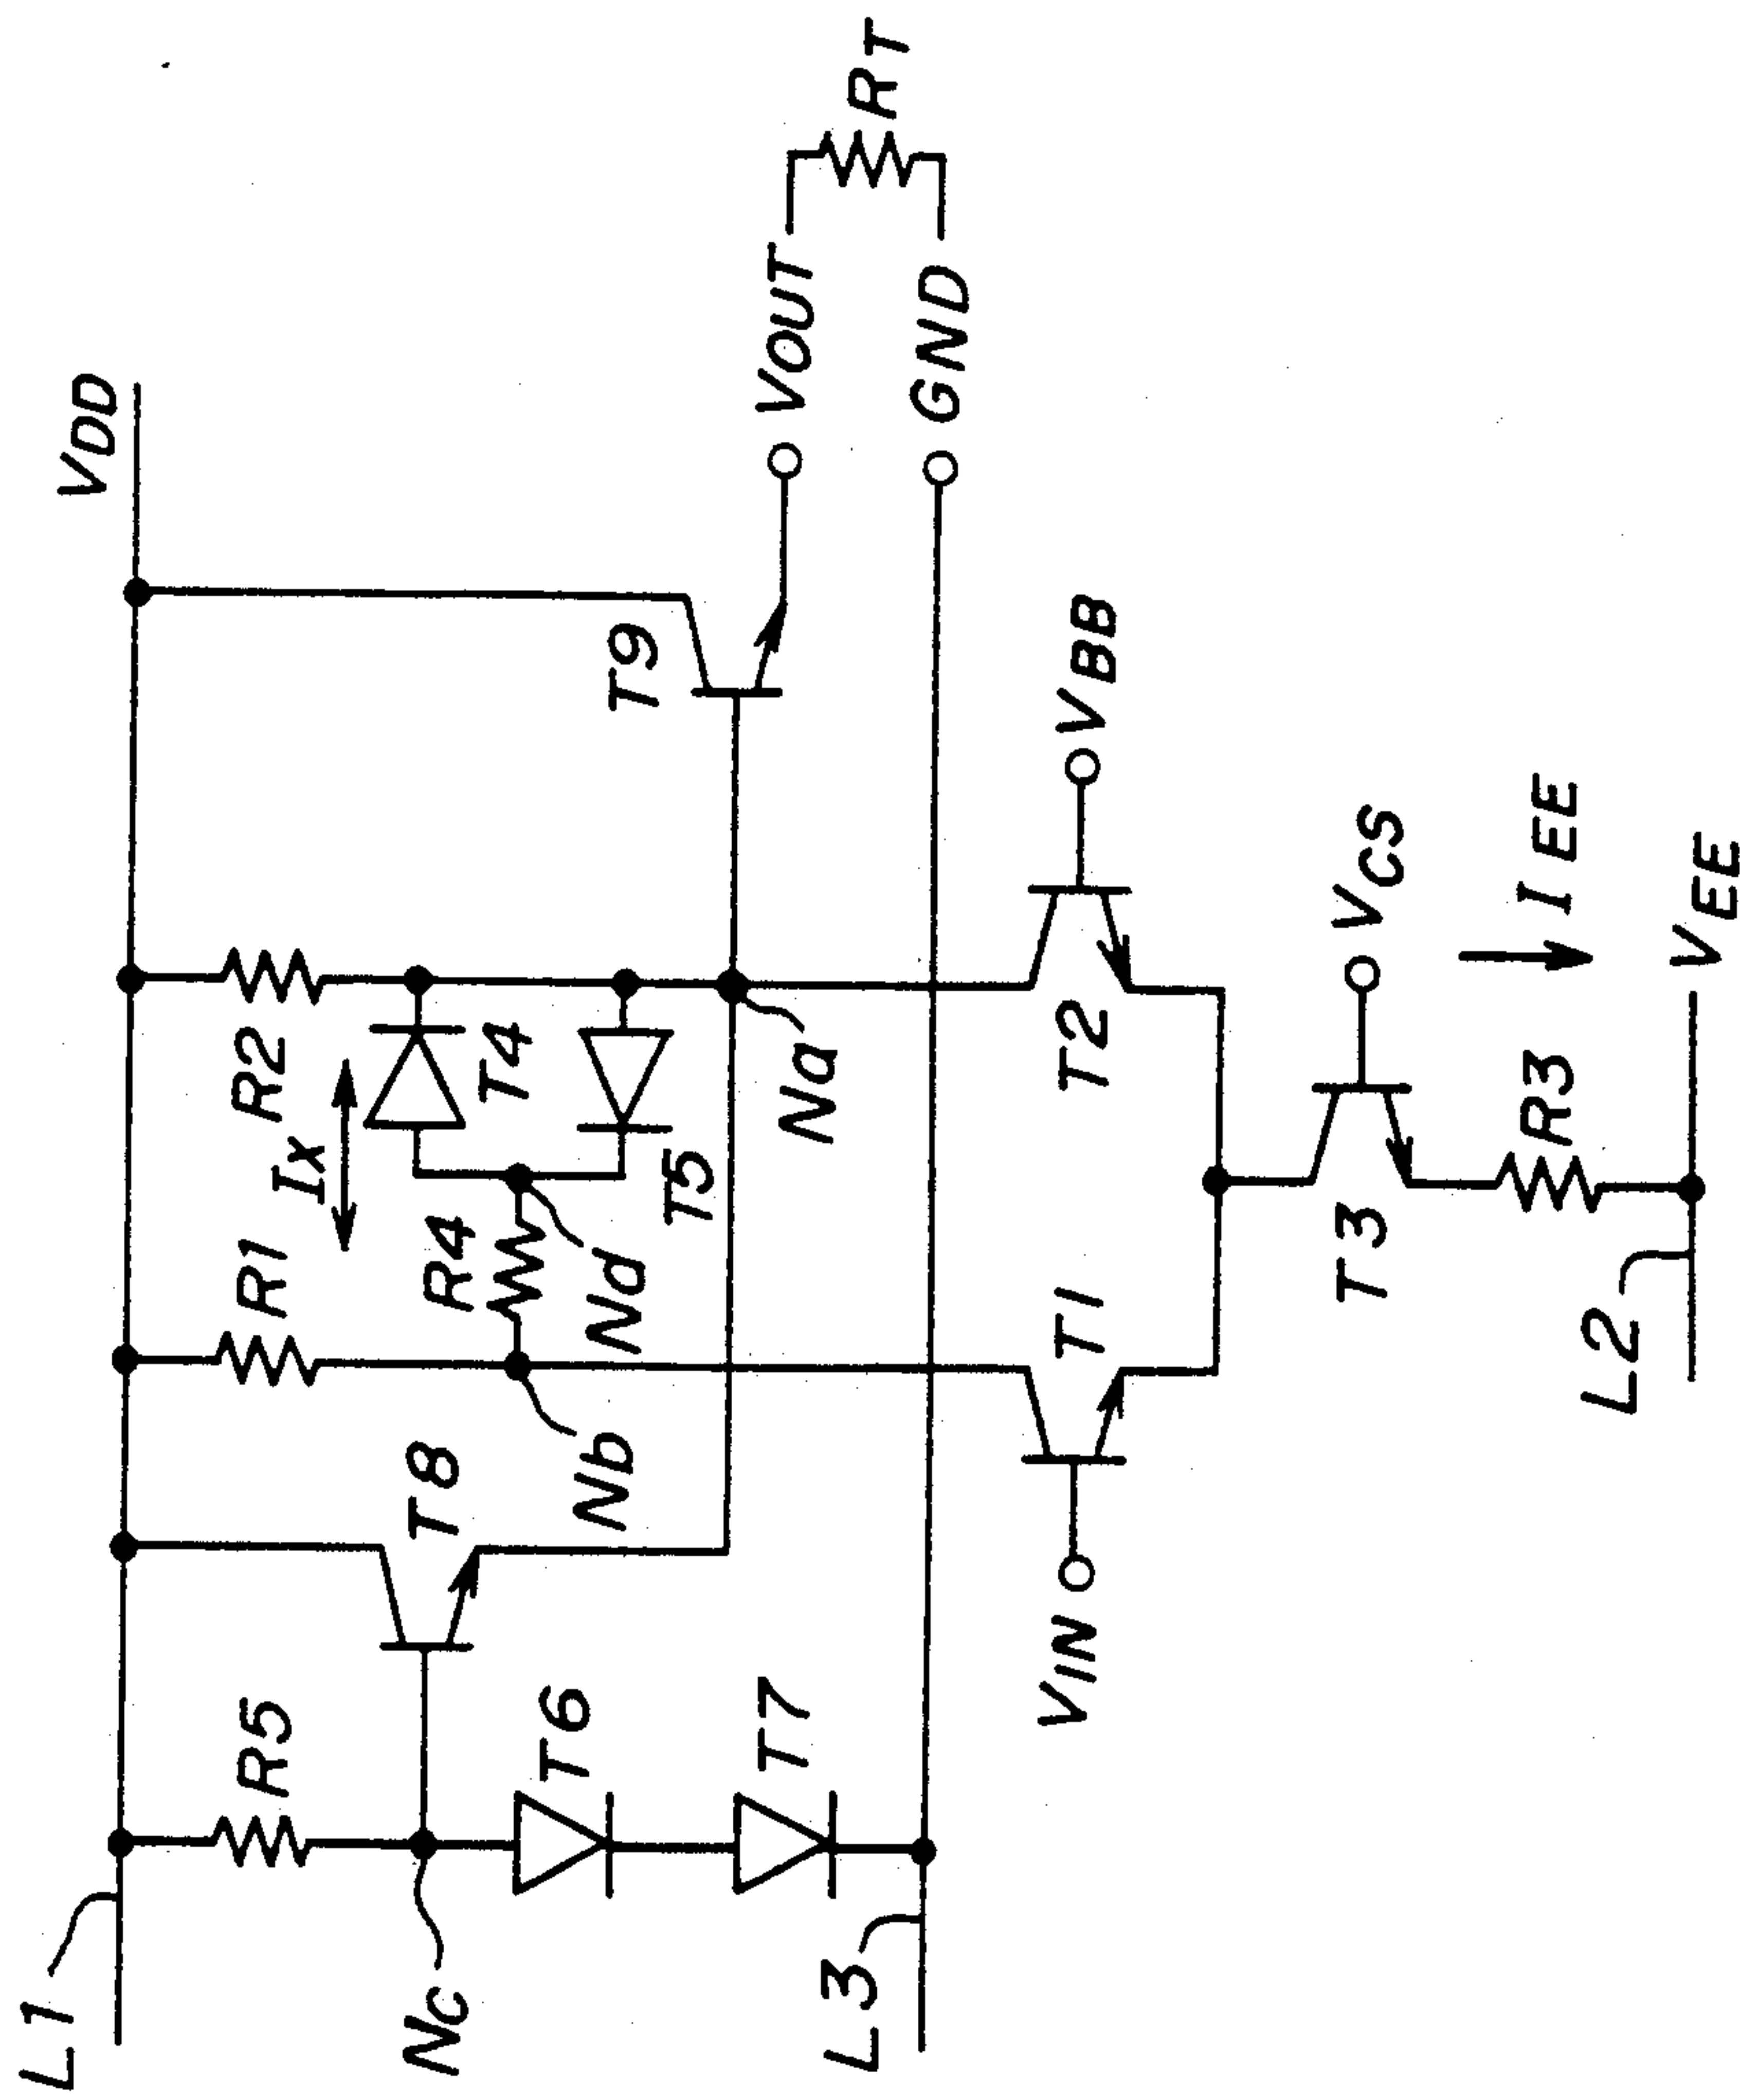 L1
VDD
R5
R1
R2
Ix
T8
R4
T4
T9
Nc
T6
Nb
Nd
T5
Na
VOUT
RT
T7
L3
GND
VIN
T1
T2
VBB
T3
VCS
R3
IEE
L2
VEE